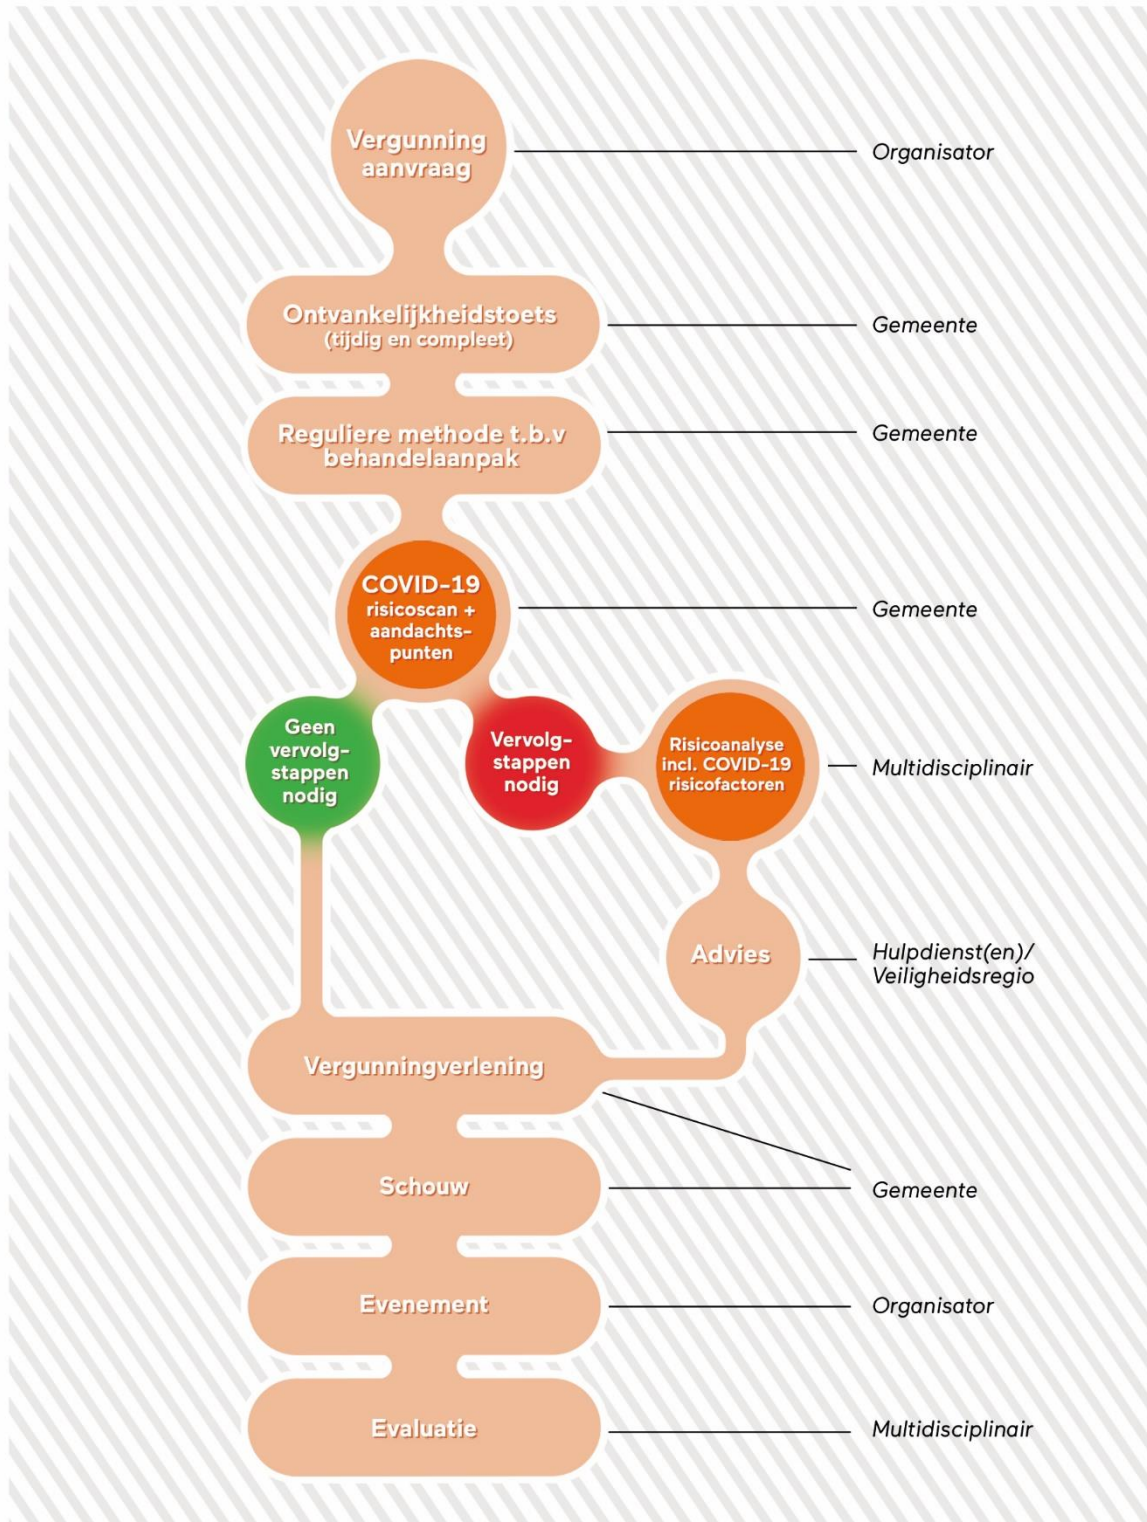 Vergunning
aanvraag
Organisator
Ontvankelijkheidstoets
(tijdig en compleet)
Gemeente
Reguliere methode t.b.v
behandelaanpak
Gemeente
COVID-19
risicoscan +
aandachts-
punten
Gemeente
Geen
vervolg-
stappen
nodig
Vervolg-
stappen
nodig
Risicoanalyse
incl. COVID-19
risicofactoren
Multidisciplinair
Advies
Hulpdienst(en)/
Veiligheidsregio
Vergunningverlening
Schouw
Gemeente
Evenement
Organisator
Evaluatie
Multidisciplinair